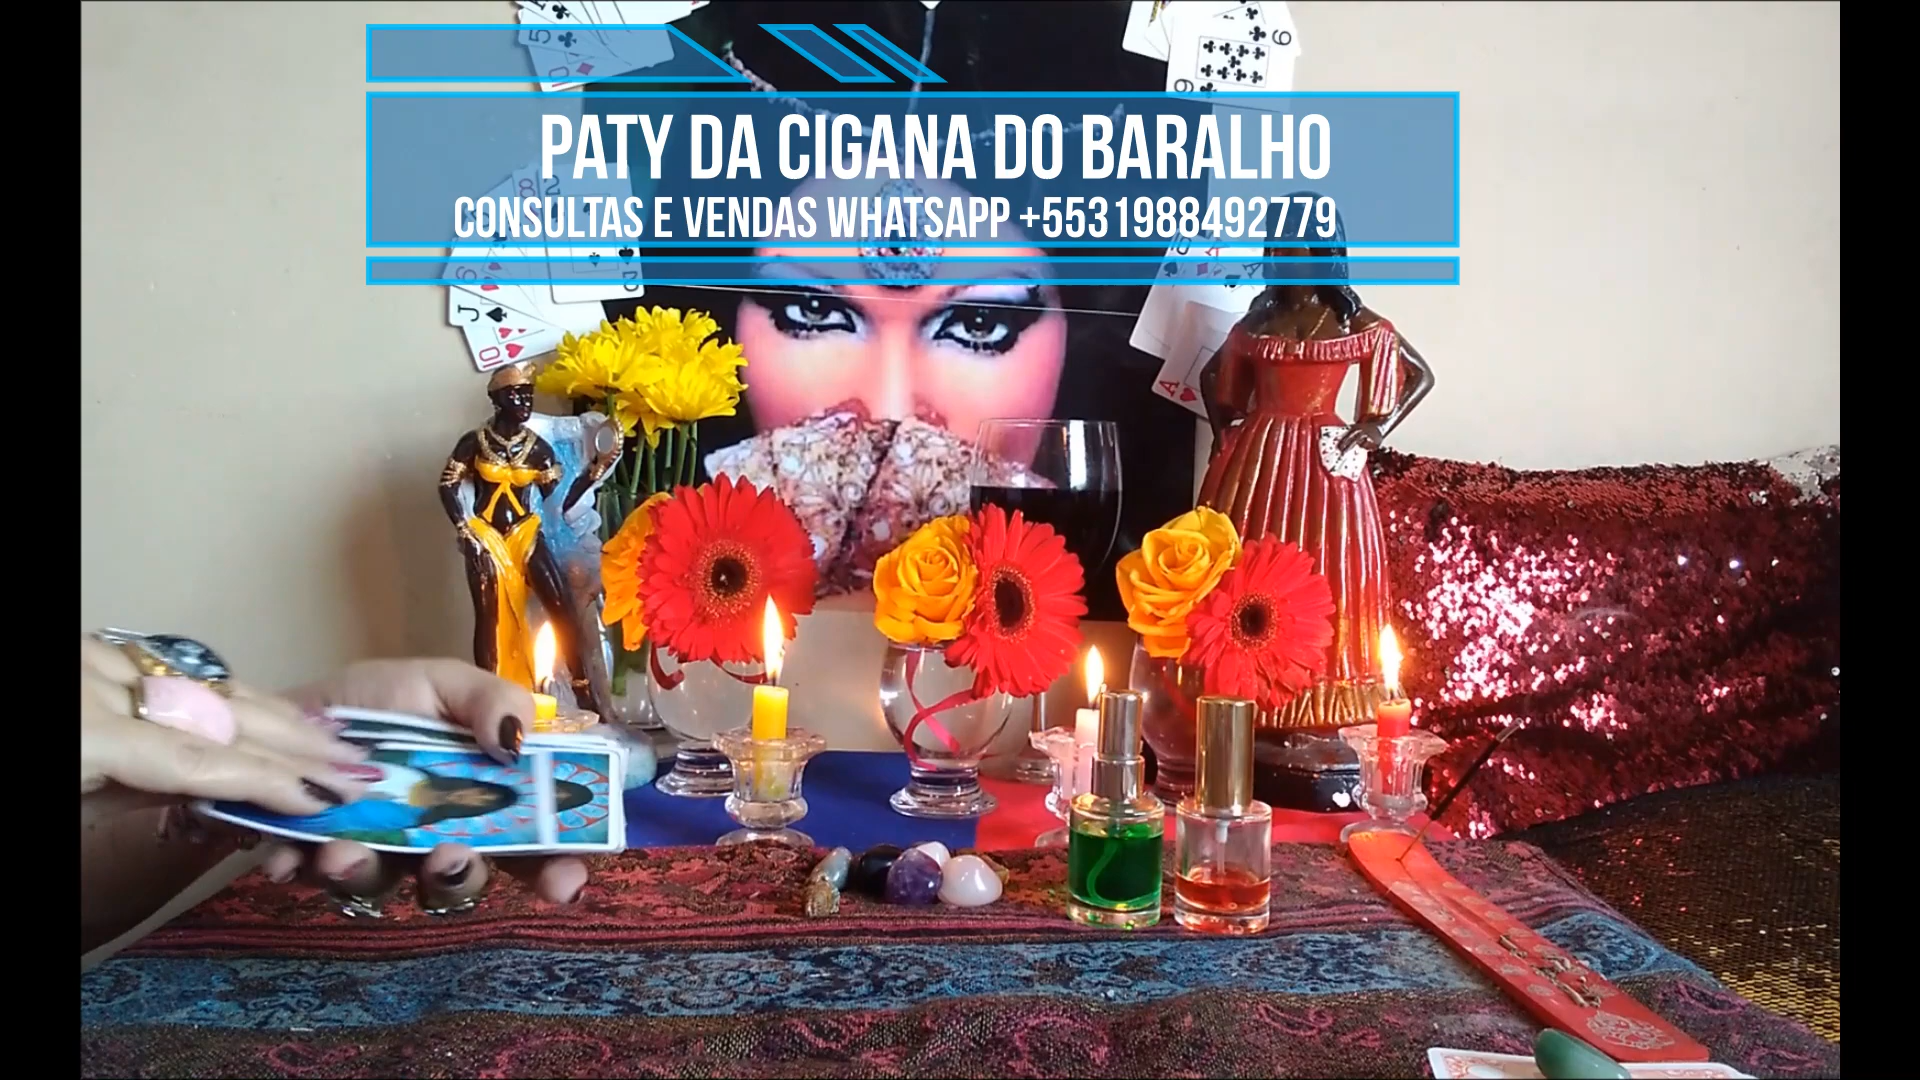 PATY DA CIGANA DO BARALHO
CONSULTAS E VENDAS WHATSAPP +5531988492779